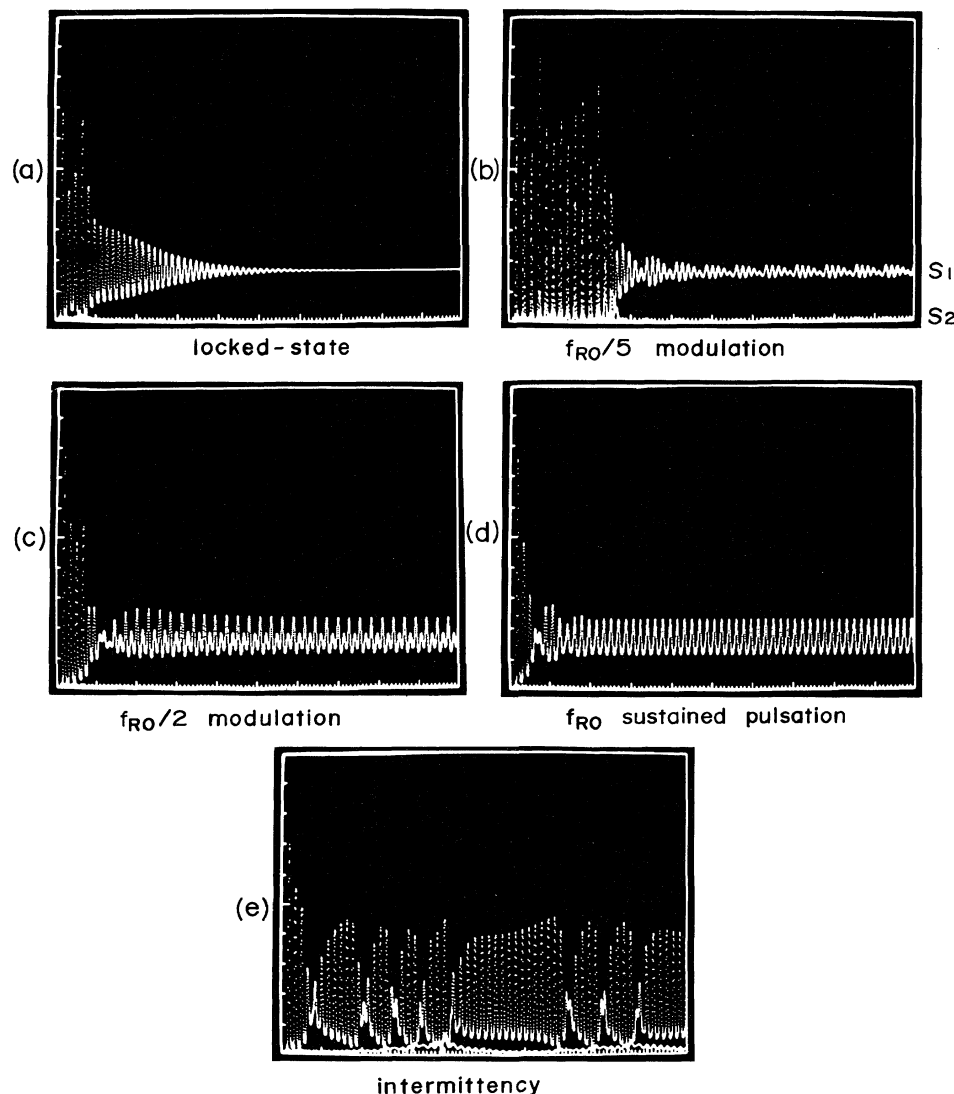 (a)
(b)
S1
S2
locked-state
fRO/5 modulation
(c)
(d)
fRO/2 modulation
fRO sustained pulsation
(e)
intermittency